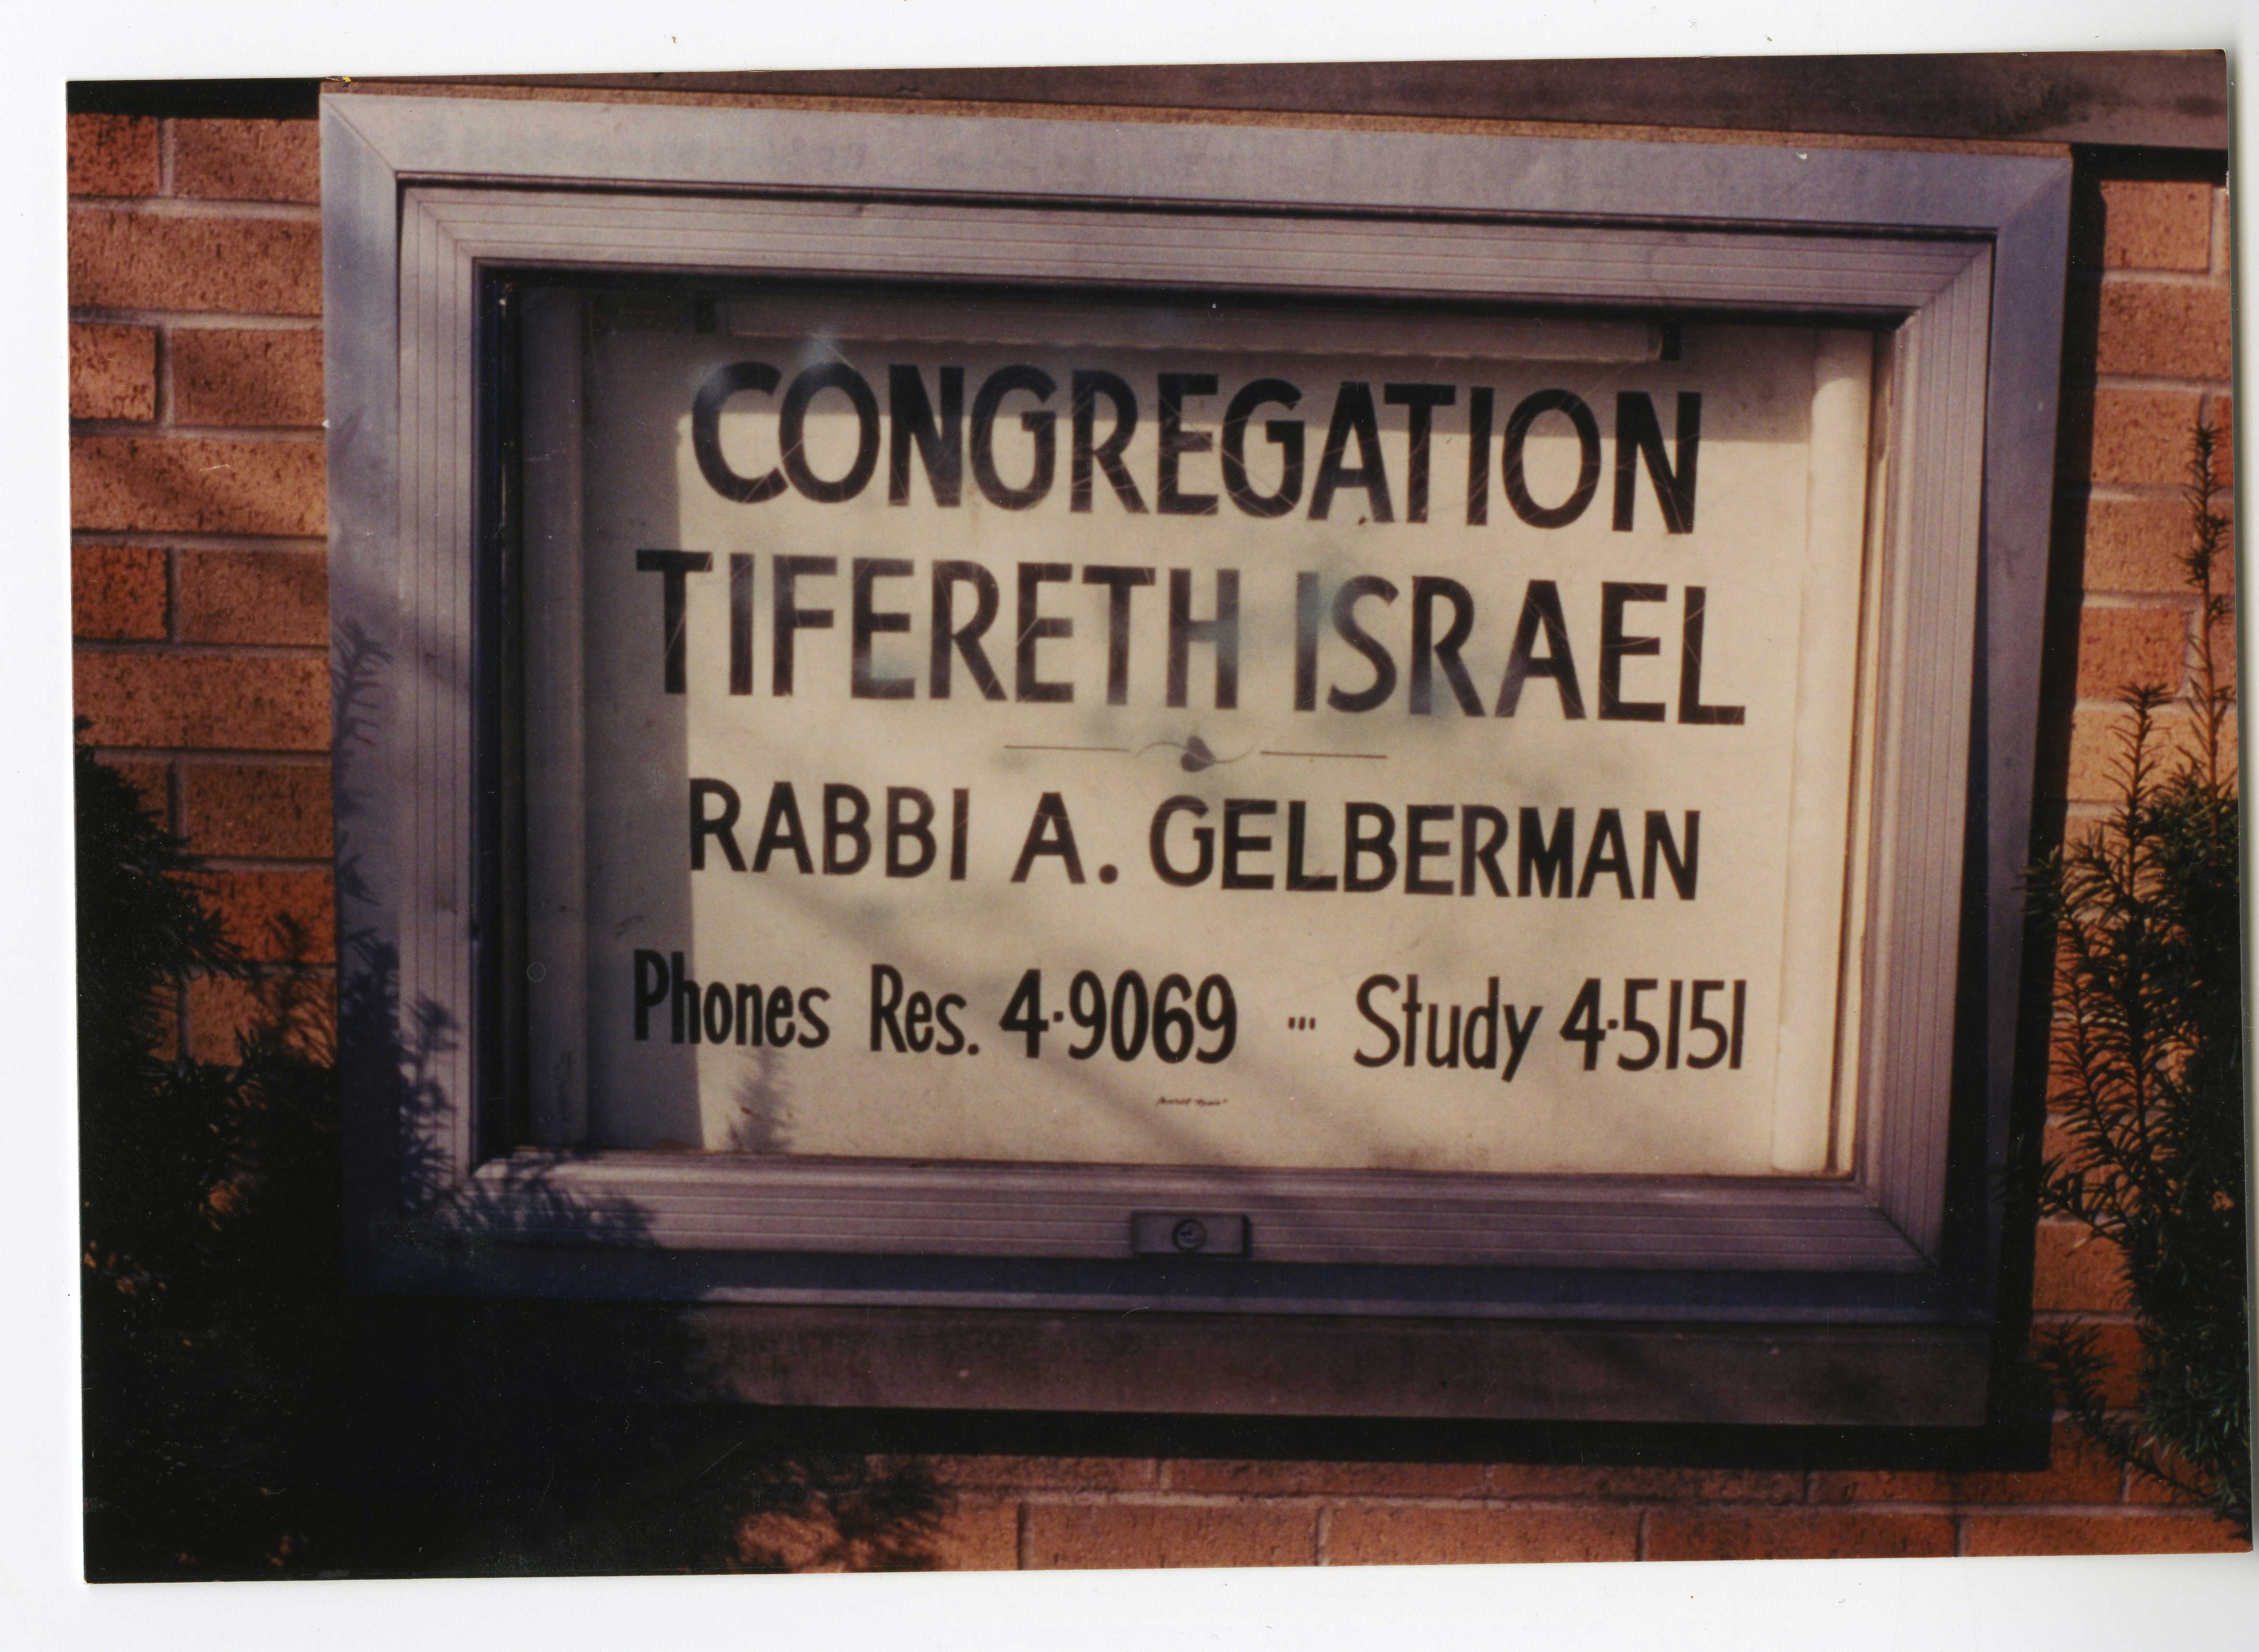 CONGREGATION
TIFERETH ISRAEL
RABBI A. GELBERMAN
Phones Res. 4-9069 ... Study 4-5151